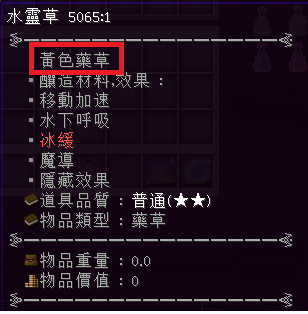 水靈草 5065:1
黃色藥草
▪釀造材料,效果：
▪移動加速
▪水下呼吸
▪冰緩
▪魔導
▪隱藏效果
道具品質：普通(★★)
物品類型：藥草
物品重量：0.0
物品價值：0